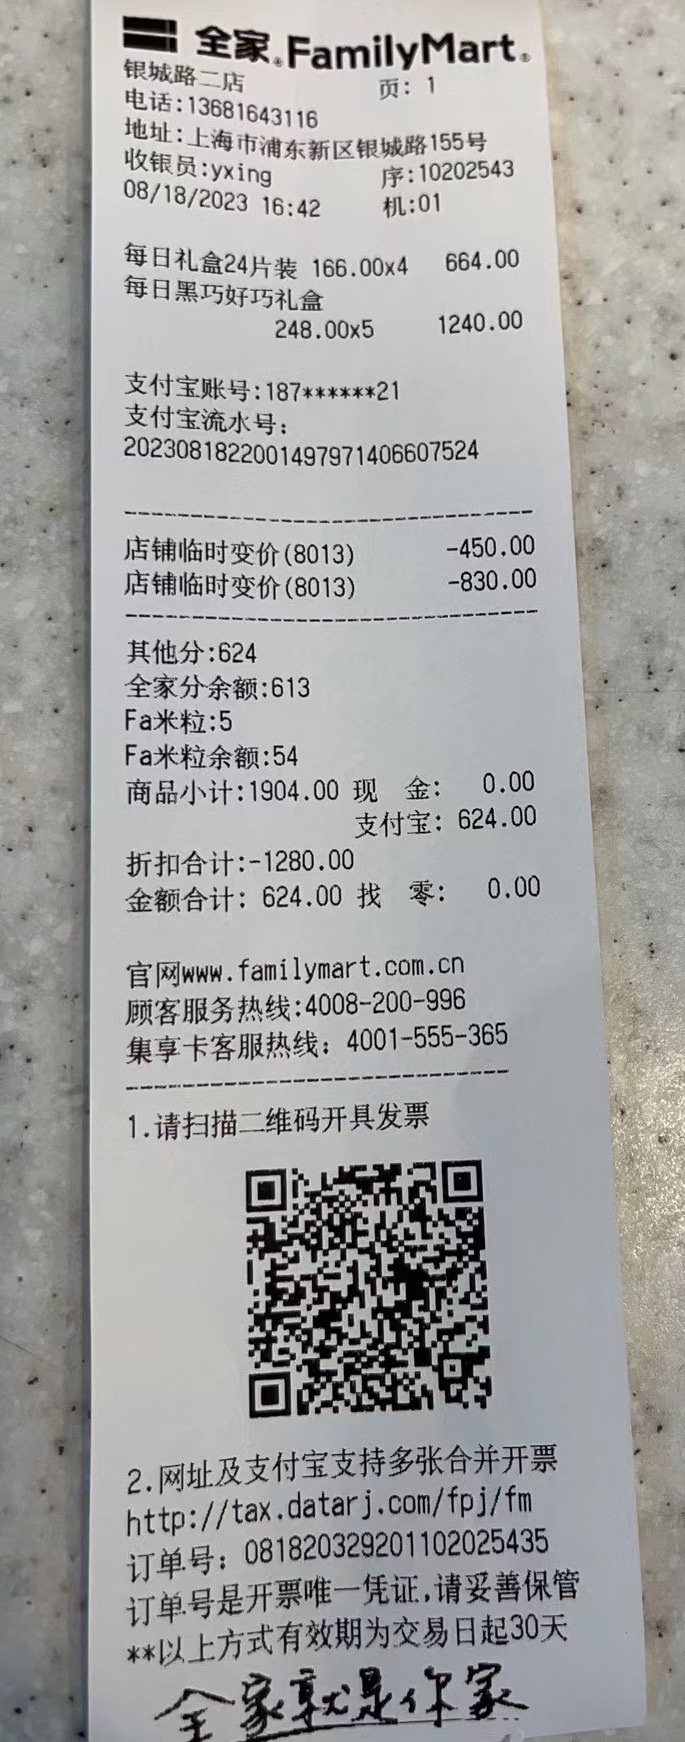 全家 FamilyMart
银城路二店 页: 1
电话:13681643116
地址:上海市浦东新区银城路155号
收银员:yxing 序:10202543
08/18/2023 16:42 机:01
每日礼盒24片装 166.00x4 664.00
每日黑巧好巧礼盒
248.00x5 1240.00
支付宝账号:187******21
支付宝流水号:
2023081822001497971406607524
店铺临时变价(8013) -450.00
店铺临时变价(8013) -830.00
其他分:624
全家分余额:613
Fa米粒:5
Fa米粒余额:54
商品小计:1904.00 现 金: 0.00
支付宝: 624.00
折扣合计:-1280.00
金额合计: 624.00 找 零: 0.00
官网www.familymart.com.cn
顾客服务热线:4008-200-996
集享卡客服热线: 4001-555-365
1.请扫描二维码开具发票
2.网址及支付宝支持多张合并开票
http://tax.datarj.com/fpj/fm
订单号: 081820329201102025435
订单号是开票唯一凭证,请妥善保管
**以上方式有效期为交易日起30天
全家就是你家